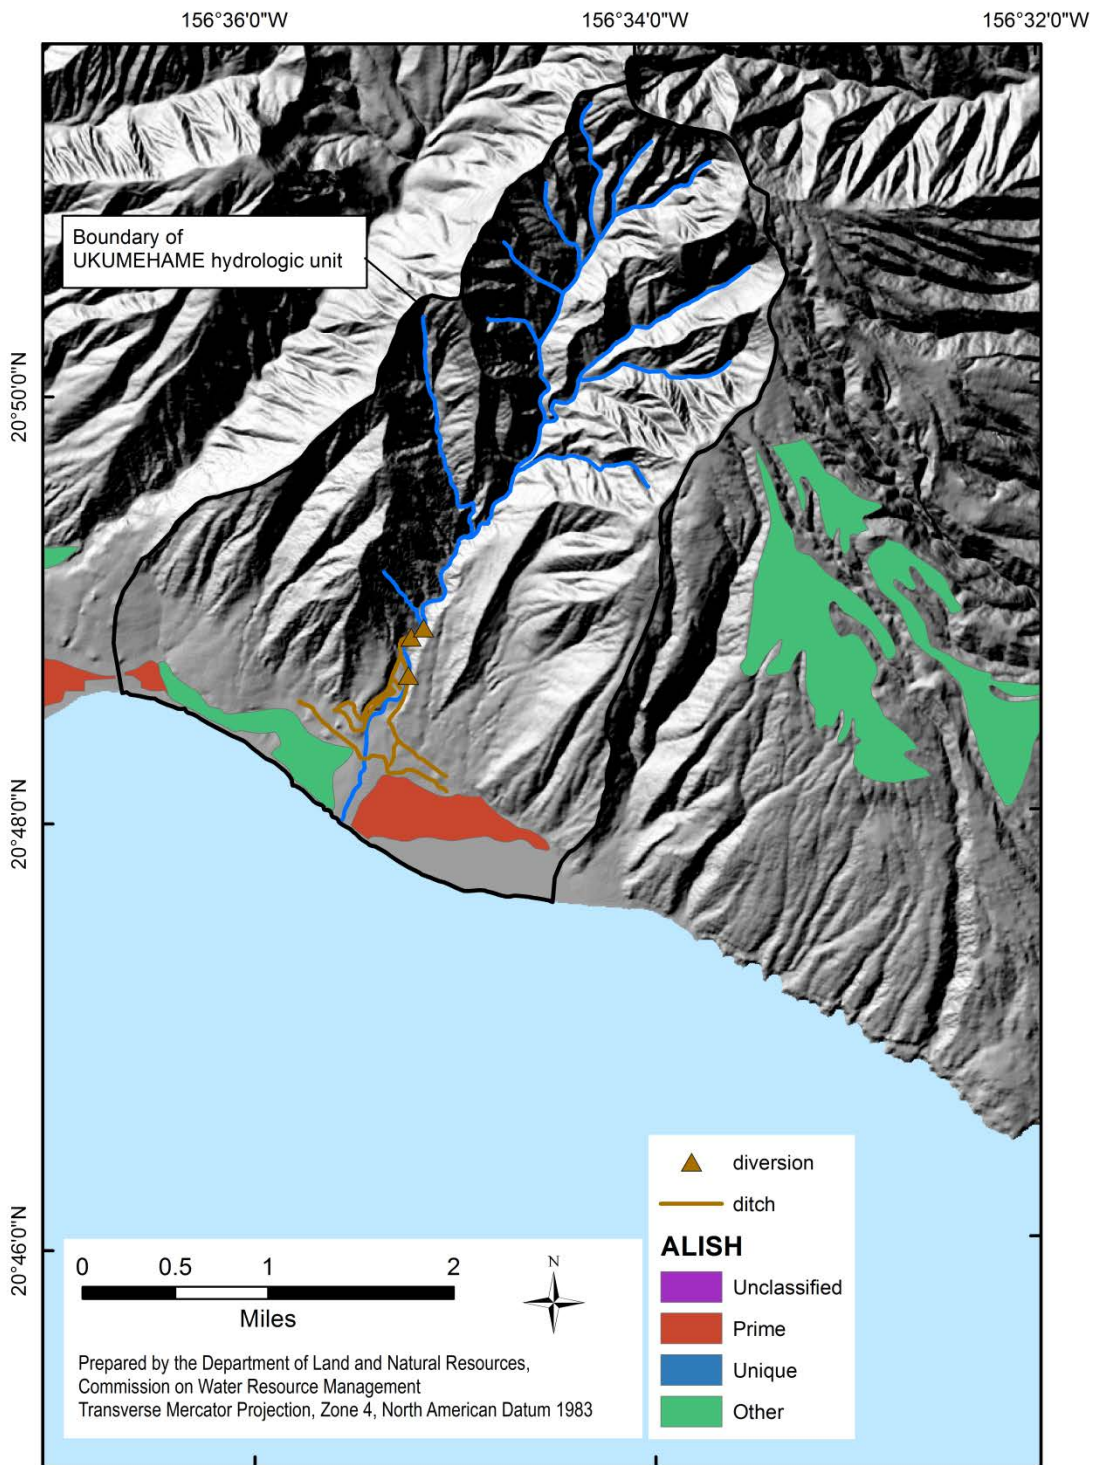 156°36'0"W
156°34'0"W
156°32'0"W
Boundary of
UKUMEHAME hydrologic unit
20°50'0"N
20°48'0"N
20°46'0"N
diversion
ditch
ALISH
Unclassified
Prime
Unique
Other
0 0.5 1 2
Miles
N
Prepared by the Department of Land and Natural Resources,
Commission on Water Resource Management
Transverse Mercator Projection, Zone 4, North American Datum 1983